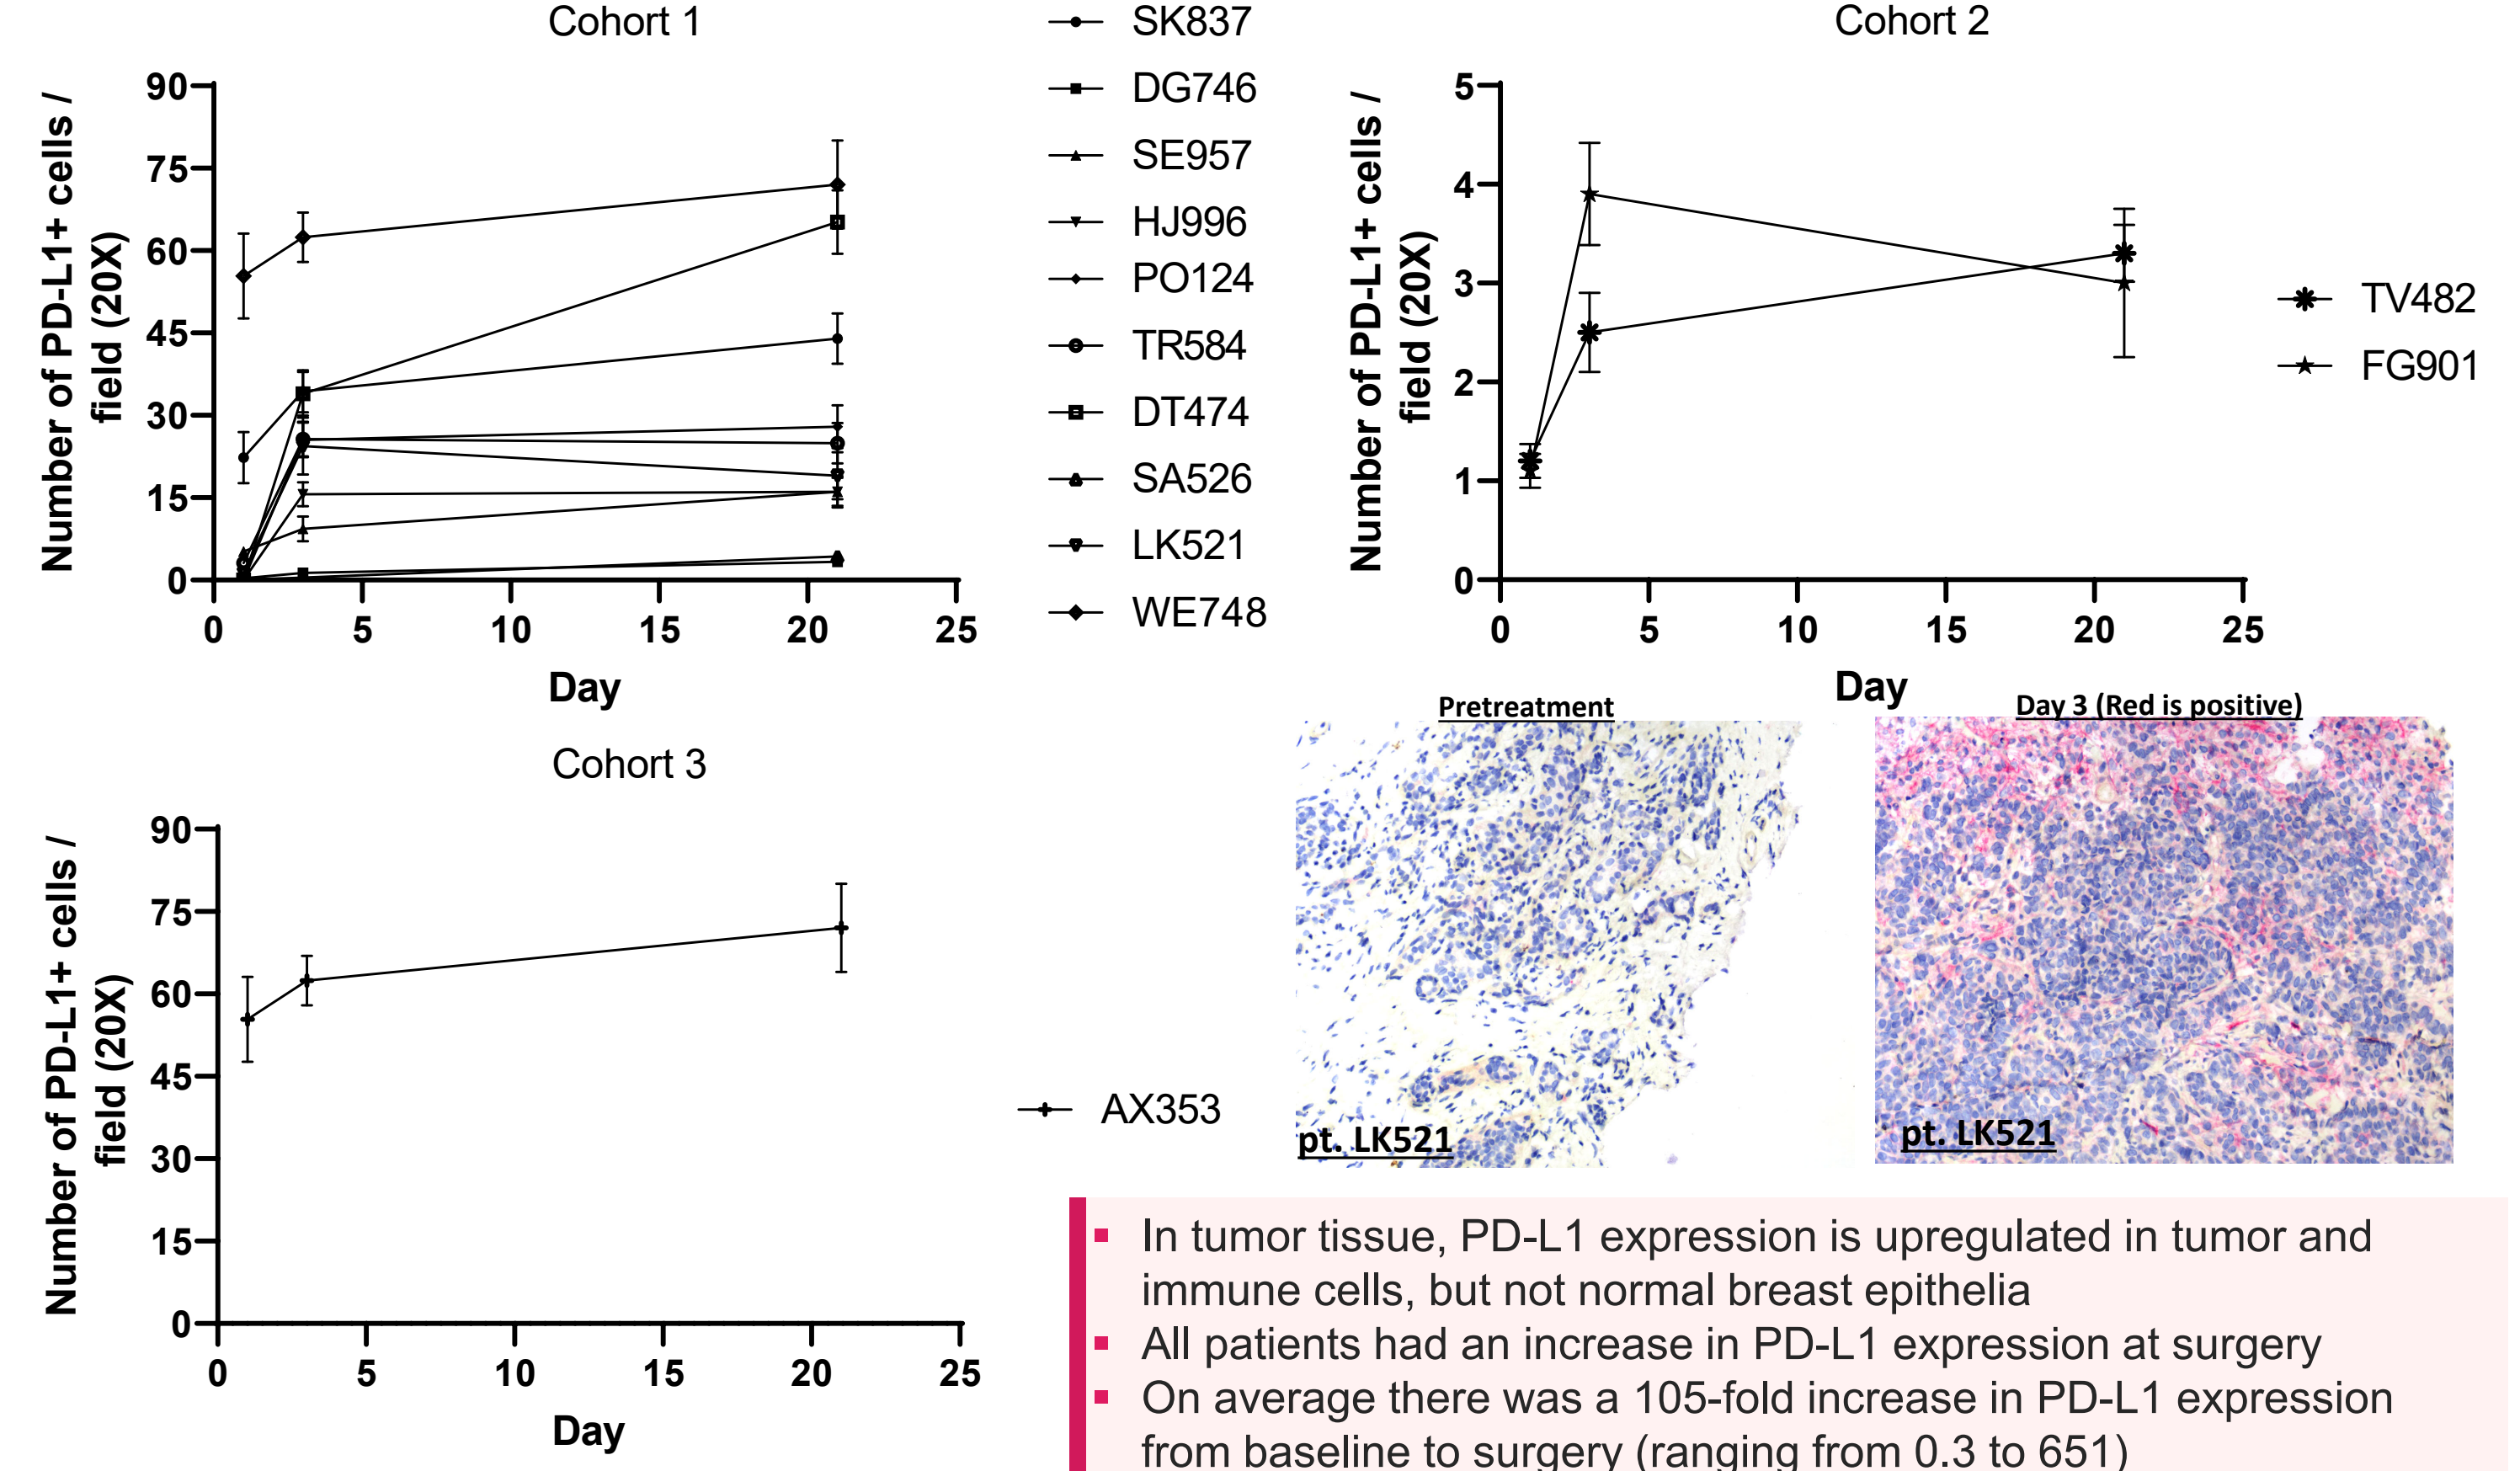 Cohort 1
Number of PD-L1+ cells /
field (20X)
90
75
60
45
30
15
0
0 5 10 15 20 25
Day
SK837
DG746
SE957
HJ996
PO124
TR584
DT474
SA526
LK521
WE748
Cohort 2
Number of PD-L1+ cells /
field (20X)
5
4
3
2
1
0
0 5 10 15 20 25
Day
TV482
FG901
Cohort 3
Number of PD-L1+ cells /
field (20X)
90
75
60
45
30
15
0
0 5 10 15 20 25
Day
AX353
Pretreatment
pt. LK521
Day 3 (Red is positive)
pt. LK521
▪ In tumor tissue, PD-L1 expression is upregulated in tumor and
immune cells, but not normal breast epithelia
▪ All patients had an increase in PD-L1 expression at surgery
▪ On average there was a 105-fold increase in PD-L1 expression
from baseline to surgery (ranging from 0.3 to 651)